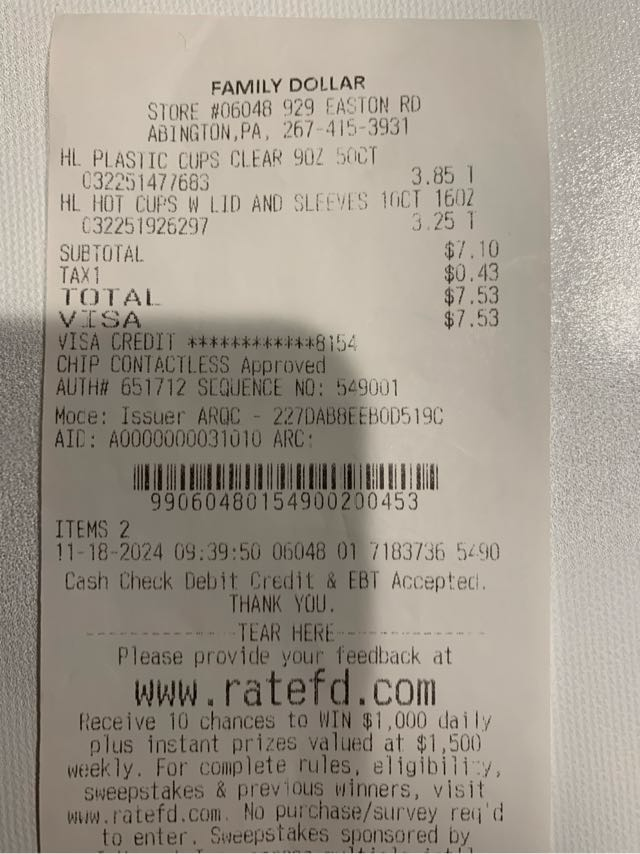 FAMILY DOLLAR
STORE #06048 929 EASTON RD
ABINGTON,PA, 267-415-3931
HL PLASTIC CUPS CLEAR 9OZ 50CT
032251477683 3.85 T
HL HOT CUPS W LID AND SLEEVES 10CT 16OZ
032251926297 3.25 T
SUBTOTAL $7.10
TAX1 $0.43
TOTAL $7.53
VISA $7.53
VISA CREDIT ************8154
CHIP CONTACTLESS Approved
AUTH# 651712 SEQUENCE NO: 549001
Mode: Issuer ARQC - 227DAB8EEB0D519C
AID: A0000000031010 ARC:
99060480154900200453
ITEMS 2
11-18-2024 09:39:50 06048 01 7183736 5490
Cash Check Debit Credit & EBT Accepted.
THANK YOU.
TEAR HERE
Please provide your feedback at
www.ratefd.com
Receive 10 chances to WIN $1,000 daily
plus instant prizes valued at $1,500
weekly. For complete rules, eligibility,
sweepstakes & previous winners, visit
www.ratefd.com. No purchase/survey req'd
to enter. Sweepstakes sponsored by